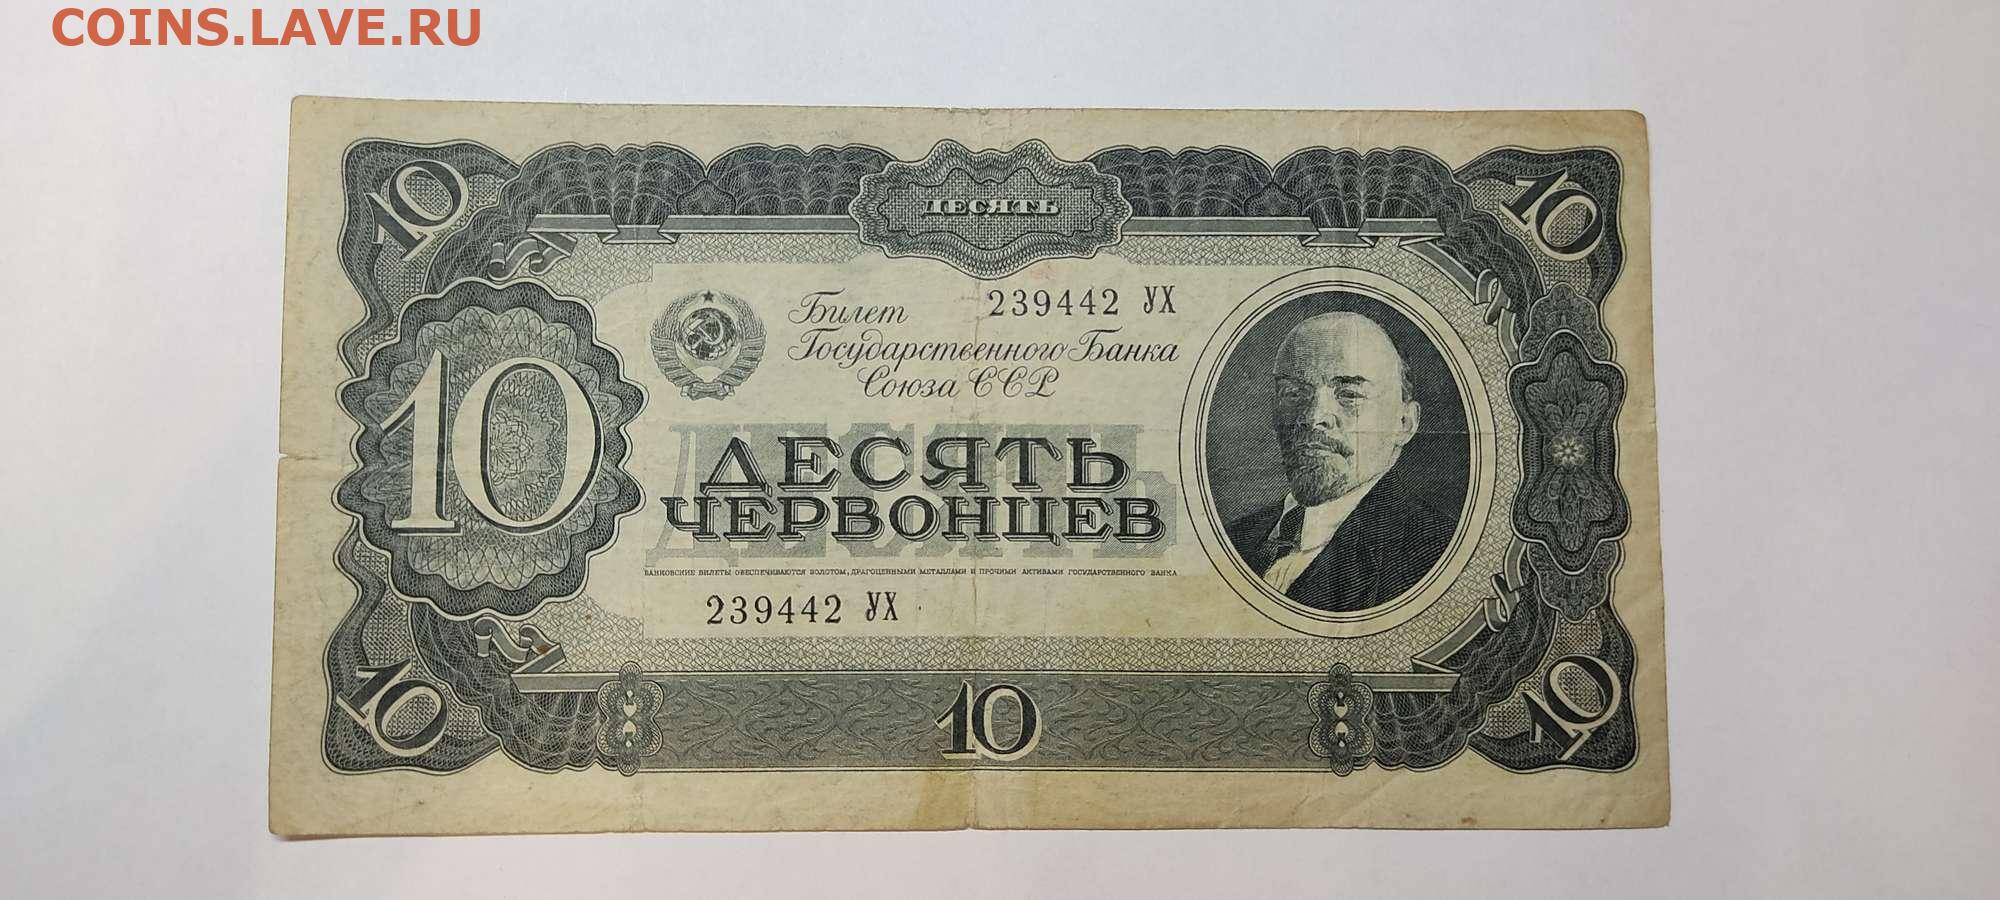 COINS.LAVE.RU
10 ДЕСЯТЬ 10
Билет 239442 УХ
Государственного Банка
Союза ССР
10
ДЕСЯТЬ
ДЕСЯТЬ
ЧЕРВОНЦЕВ
БАНКОВСКИЕ БИЛЕТЫ ОБЕСПЕЧИВАЮТСЯ ЗОЛОТОМ, ДРАГОЦЕННЫМИ МЕТАЛЛАМИ И ПРОЧИМИ АКТИВАМИ ГОСУДАРСТВЕННОГО БАНКА
239442 УХ
10 10 10